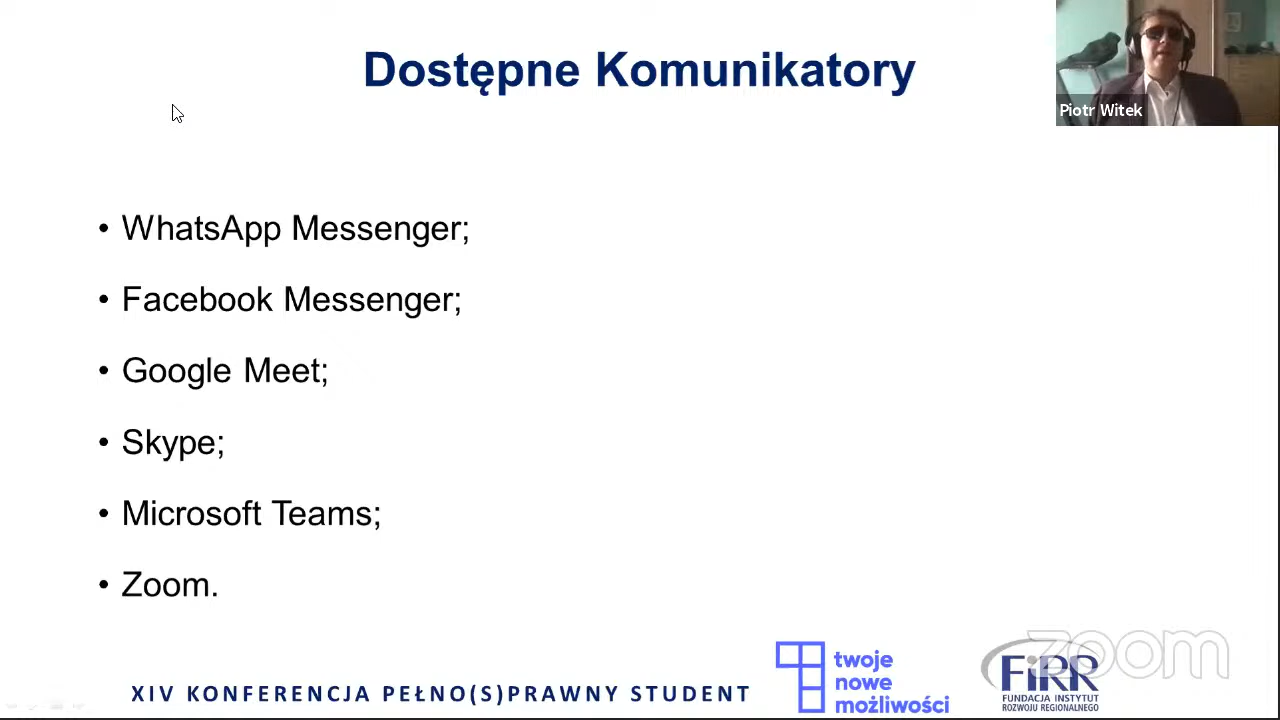 Dostępne Komunikatory
Piotr Witek
• WhatsApp Messenger;
• Facebook Messenger;
• Google Meet;
• Skype;
• Microsoft Teams;
• Zoom.
XIV KONFERENCJA PEŁNO(S)PRAWNY STUDENT
twoje
nowe
możliwości
FiRR
FUNDACJA INSTYTUT
ROZWOJU REGIONALNEGO
zoom